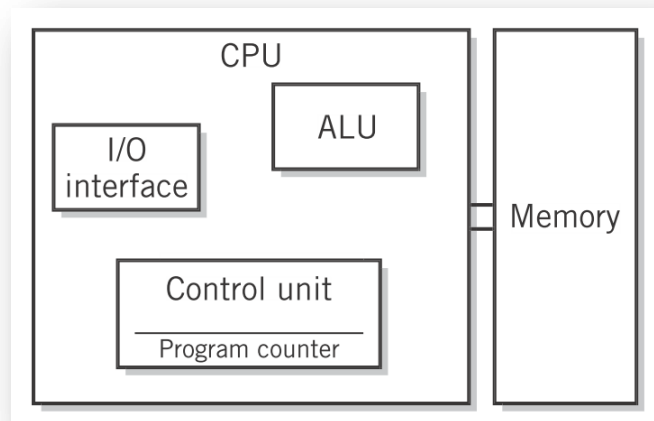 CPU
ALU
I/O
interface
Memory
Control unit
Program counter